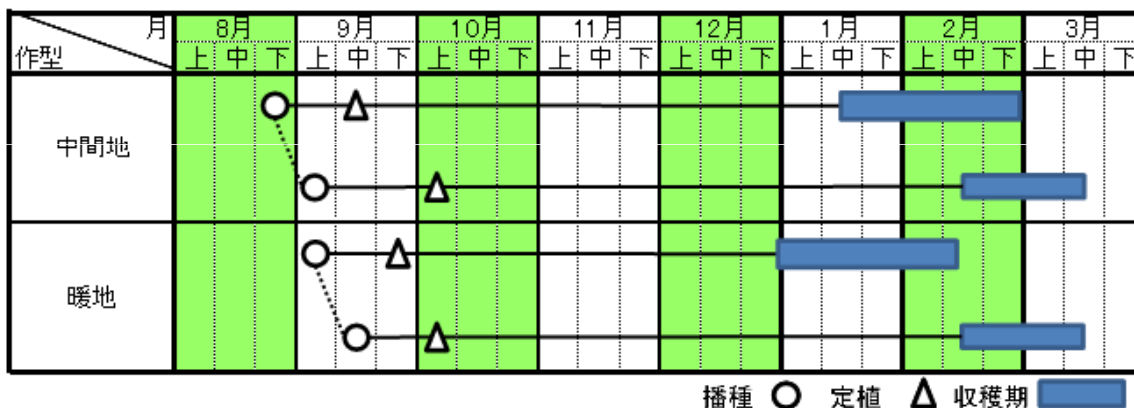 月 8月 9月 10月 11月 12月 1月 2月 3月
作型 上 中 下 上 中 下 上 中 下 上 中 下 上 中 下 上 中 下 上 中 下 上 中 下
中間地
暖地
播種 定植 収穫期